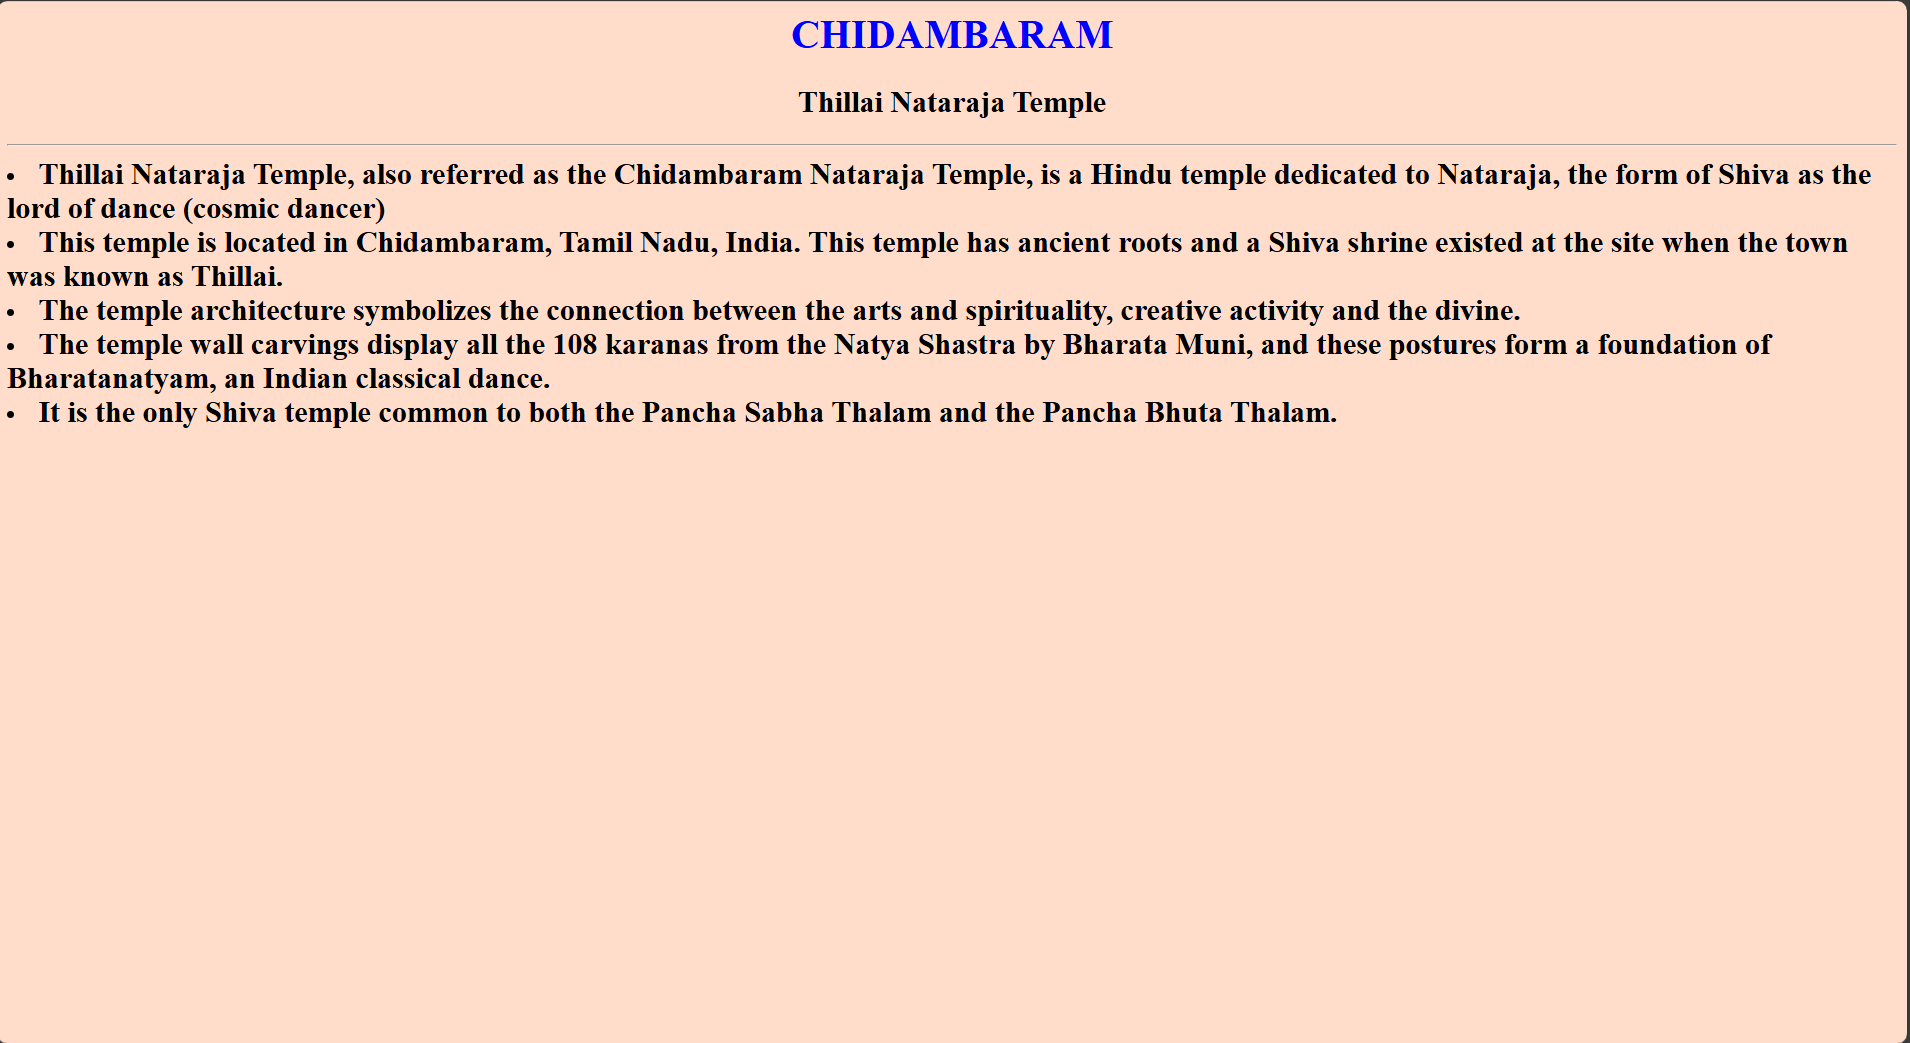 CHIDAMBARAM
Thillai Nataraja Temple
• Thillai Nataraja Temple, also referred as the Chidambaram Nataraja Temple, is a Hindu temple dedicated to Nataraja, the form of Shiva as the
lord of dance (cosmic dancer)
• This temple is located in Chidambaram, Tamil Nadu, India. This temple has ancient roots and a Shiva shrine existed at the site when the town
was known as Thillai.
• The temple architecture symbolizes the connection between the arts and spirituality, creative activity and the divine.
• The temple wall carvings display all the 108 karanas from the Natya Shastra by Bharata Muni, and these postures form a foundation of
Bharatanatyam, an Indian classical dance.
• It is the only Shiva temple common to both the Pancha Sabha Thalam and the Pancha Bhuta Thalam.